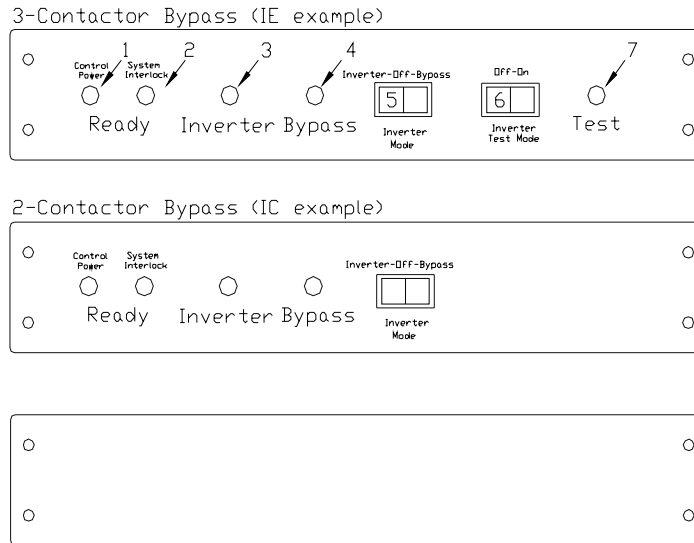 3-Contactor Bypass (IE example)
1 2 3 4 7
Control Power
System Interlock
Inverter-Off-Bypass
Off-On
5
6
Ready Inverter Bypass
Inverter Mode
Inverter Test Mode
Test
2-Contactor Bypass (IC example)
Control Power
System Interlock
Inverter-Off-Bypass
Ready Inverter Bypass
Inverter Mode